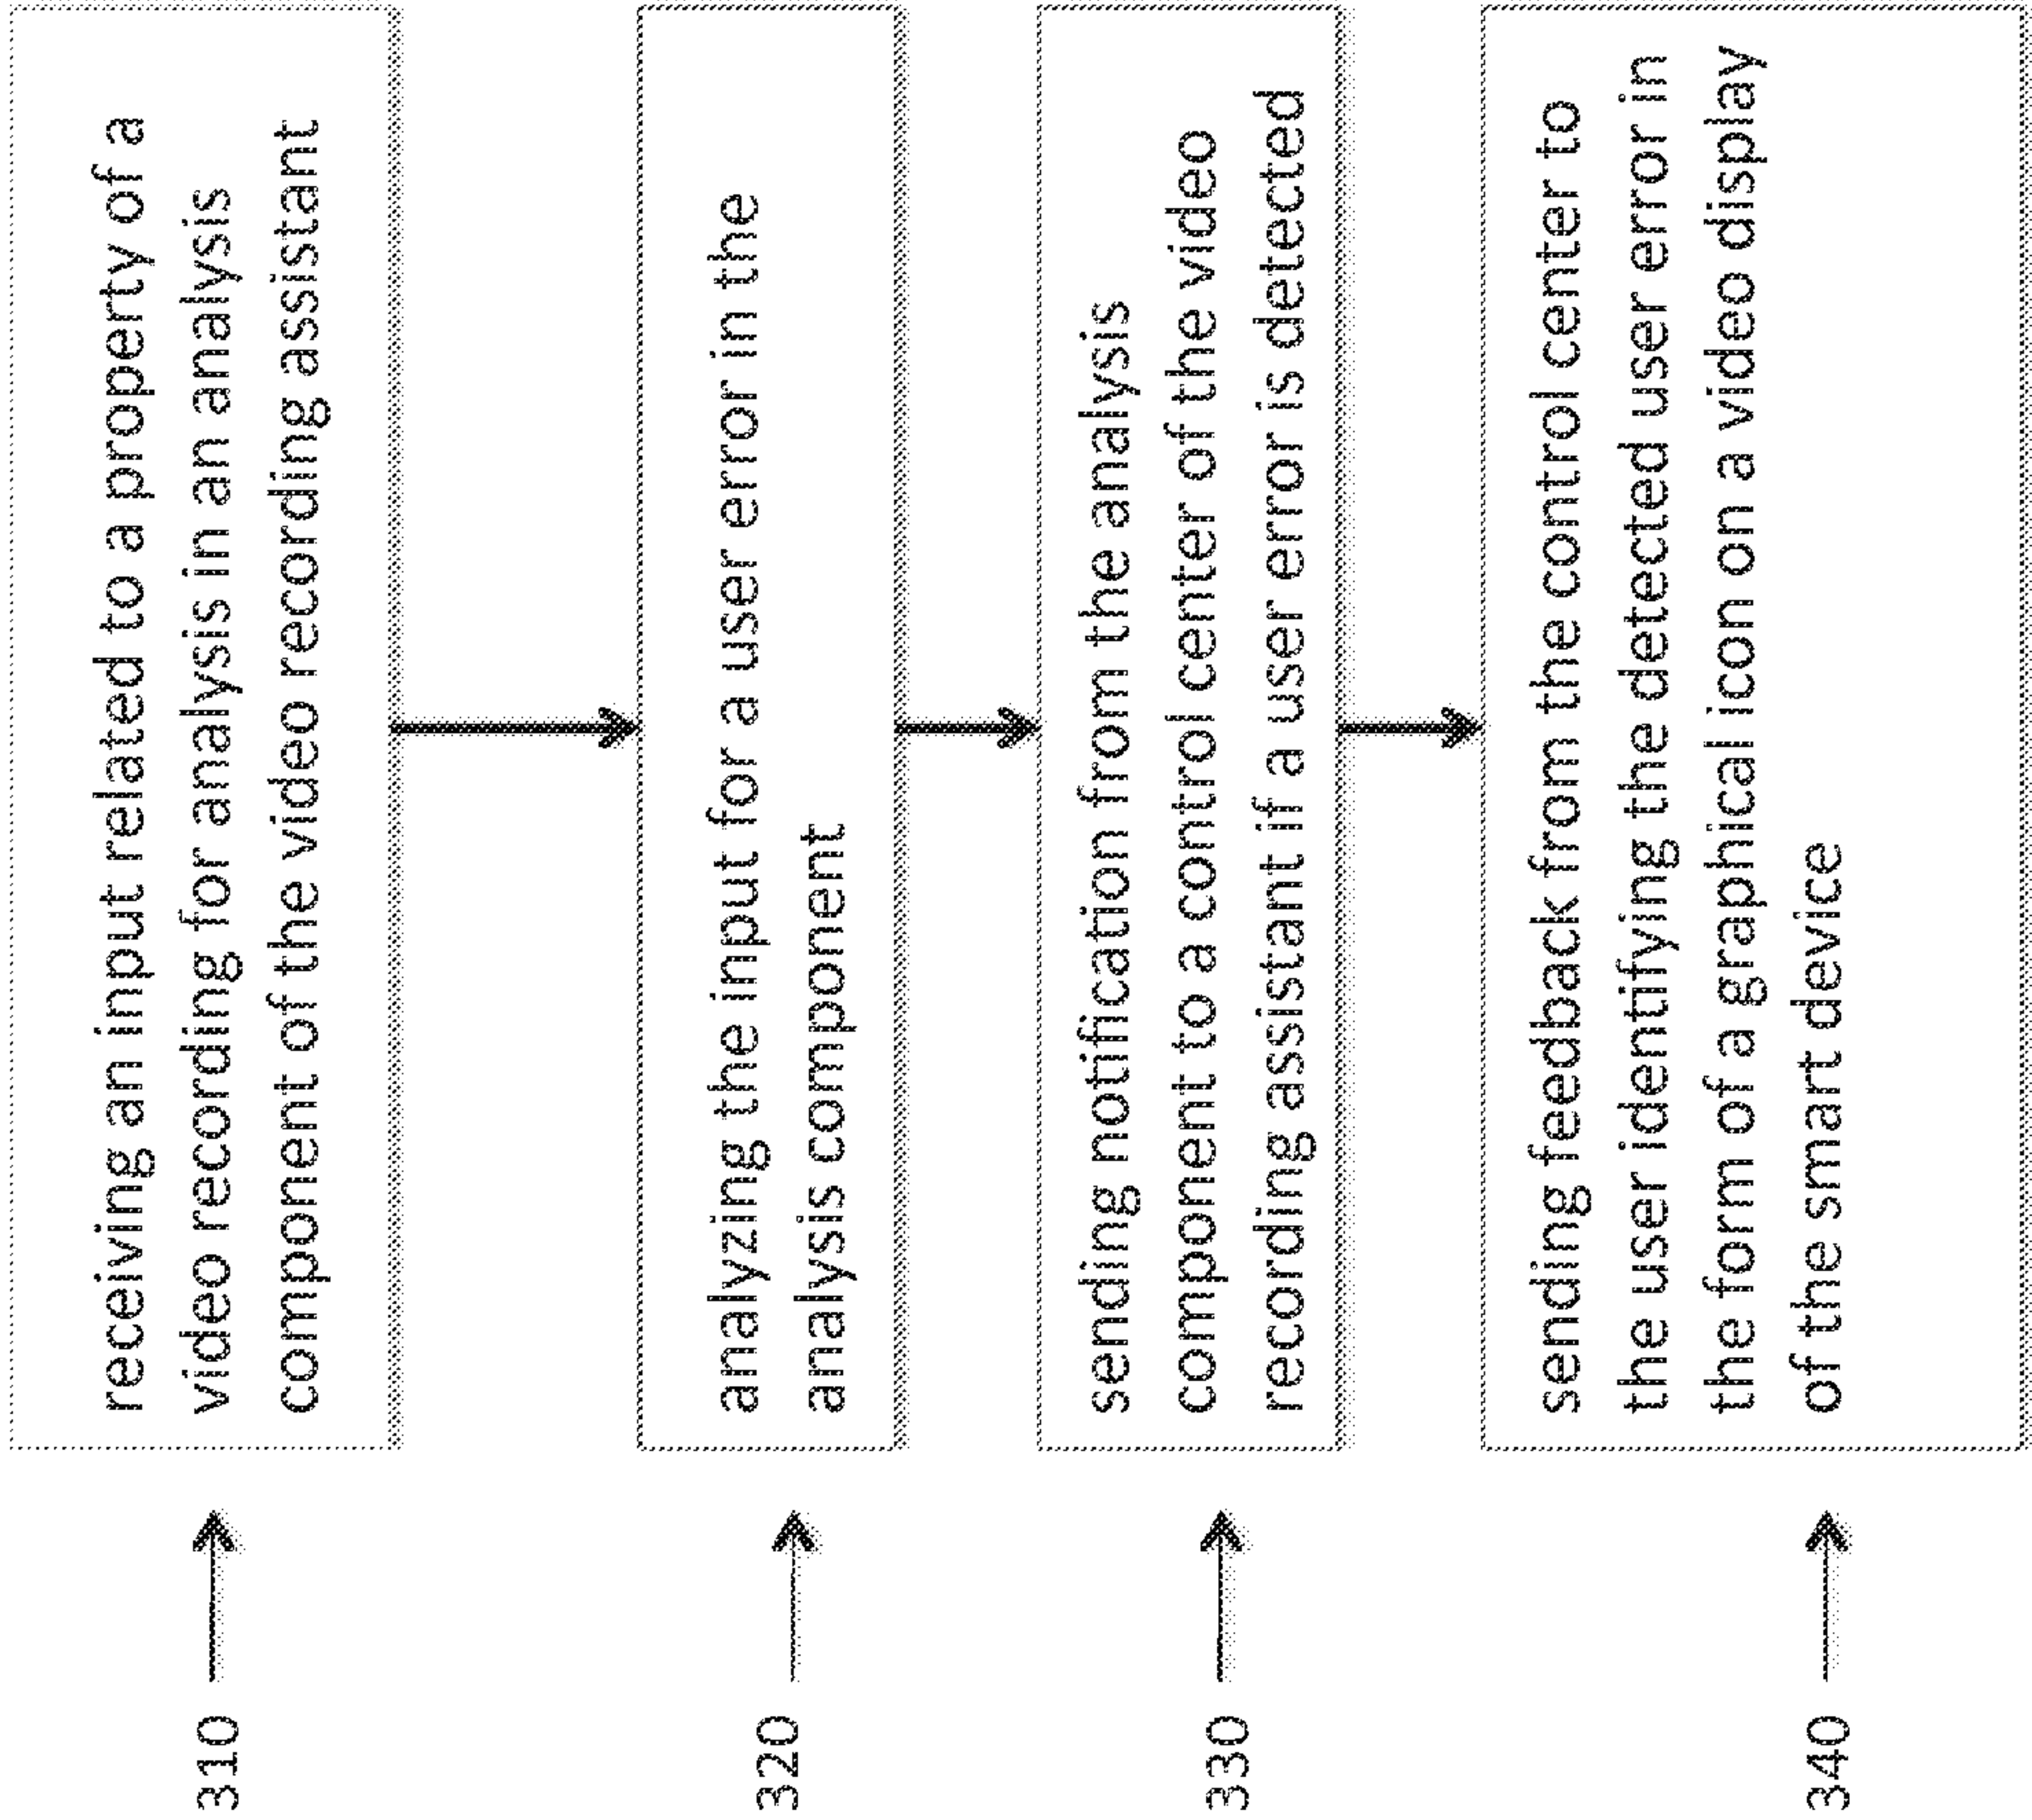 310
receiving an input related to a property of a
video recording for analysis in an analysis
component of the video recording assistant
320
analyzing the input for a user error in the
analysis component
330
sending notification from the analysis
component to a control center of the video
recording assistant if a user error is detected
340
sending feedback from the control center to
the user identifying the detected user error in
the form of a graphical icon on a video display
of the smart device